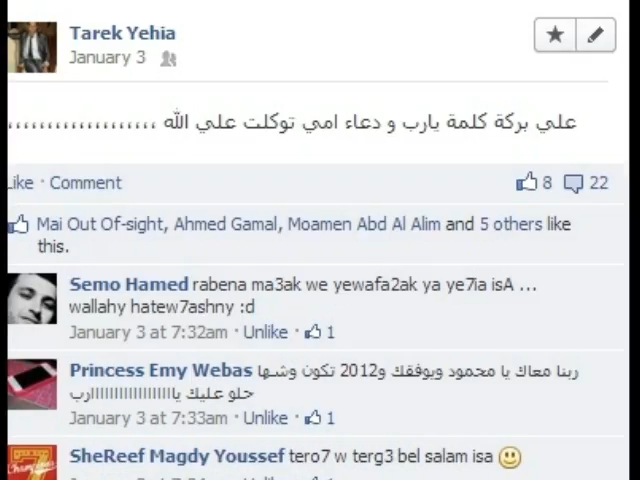 Tarek Yehia
January 3
علي بركة كلمة يارب و دعاء امي توكلت علي الله ,,,,,,,,,,,,,,,,,,,
Like · Comment
8 22
Mai Out Of-sight, Ahmed Gamal, Moamen Abd Al Alim and 5 others like
this.
Semo Hamed rabena ma3ak we yewafa2ak ya ye7ia isA ...
wallahy hatew7ashny :d
January 3 at 7:32am · Unlike · 1
Princess Emy Webas ربنا معاك يا محمود ويوفقك و2012 تكون وشها
حلو عليك يااااااااااااااااااارب
January 3 at 7:33am · Unlike · 1
SheReef Magdy Youssef tero7 w terg3 bel salam isa